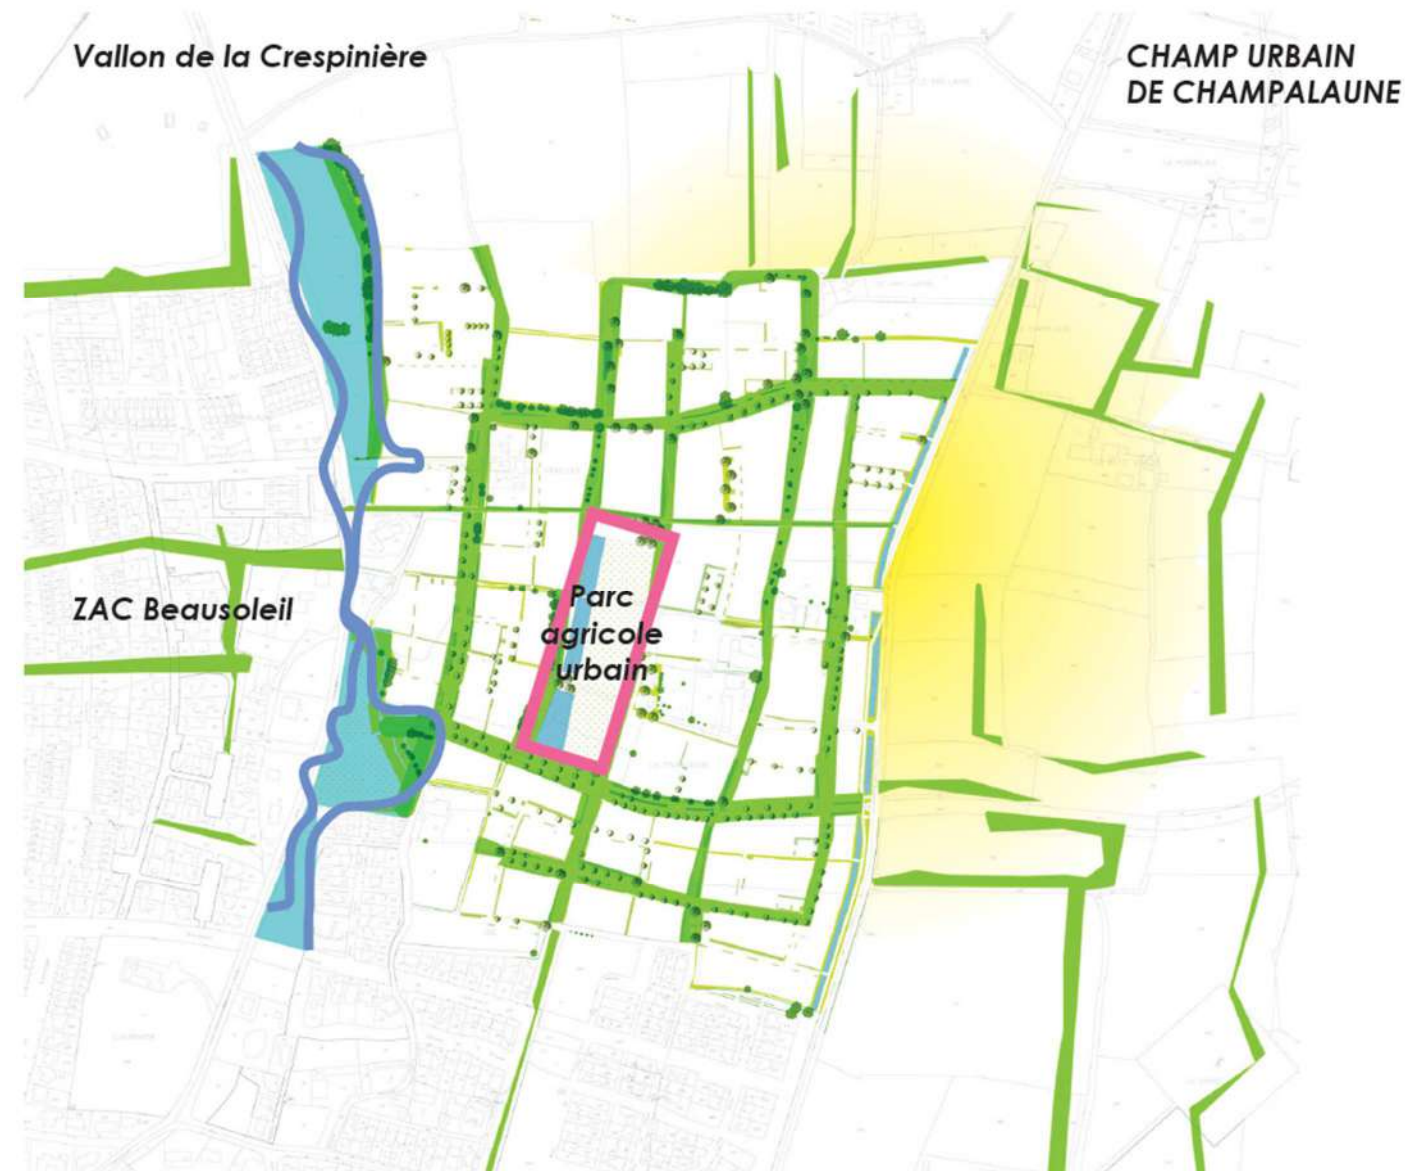 Vallon de la Crespinière
CHAMP URBAIN
DE CHAMPALAUNE
ZAC Beausoleil
Parc
agricole
urbain